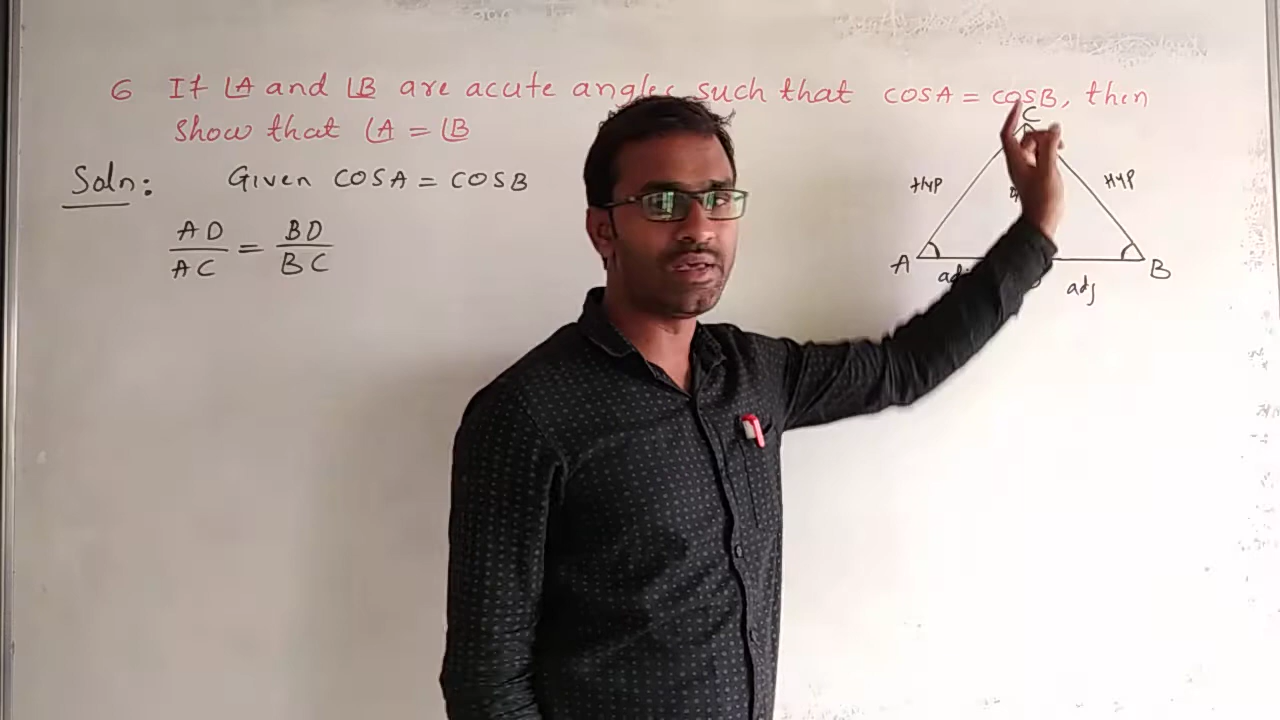 6 If ∠A and ∠B are acute angles such that COSA = COSB, then
Show that ∠A = ∠B
Soln: Given COSA = COSB
AD/AC = BD/BC
C
Hyp
Hyp
A
B
adj
adj